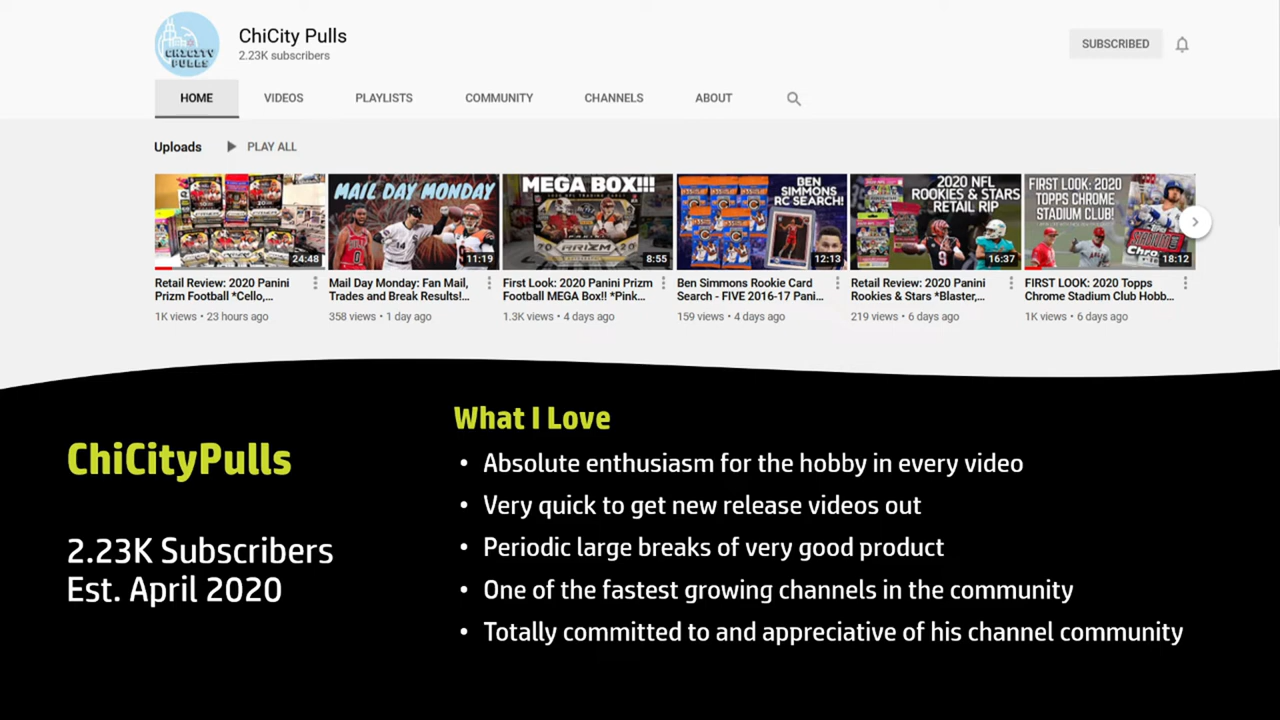 CHICITY
PULLS
ChiCity Pulls
2.23K subscribers
SUBSCRIBED
HOME VIDEOS PLAYLISTS COMMUNITY CHANNELS ABOUT
Uploads PLAY ALL
24:48
MAIL DAY MONDAY
11:19
MEGA BOX!!!
PRIZM
8:55
BEN
SIMMONS
RC SEARCH!
12:13
2020 NFL
ROOKIES & STARS
RETAIL RIP
16:37
FIRST LOOK: 2020
TOPPS CHROME
STADIUM CLUB!
18:12
Retail Review: 2020 Panini
Prizm Football *Cello,...
1K views • 23 hours ago
Mail Day Monday: Fan Mail,
Trades and Break Results!...
358 views • 1 day ago
First Look: 2020 Panini Prizm
Football MEGA Box!! *Pink...
1.3K views • 4 days ago
Ben Simmons Rookie Card
Search - FIVE 2016-17 Pani...
159 views • 4 days ago
Retail Review: 2020 Panini
Rookies & Stars *Blaster,...
219 views • 6 days ago
FIRST LOOK: 2020 Topps
Chrome Stadium Club Hobb...
1K views • 6 days ago
ChiCityPulls
2.23K Subscribers
Est. April 2020
What I Love
• Absolute enthusiasm for the hobby in every video
• Very quick to get new release videos out
• Periodic large breaks of very good product
• One of the fastest growing channels in the community
• Totally committed to and appreciative of his channel community